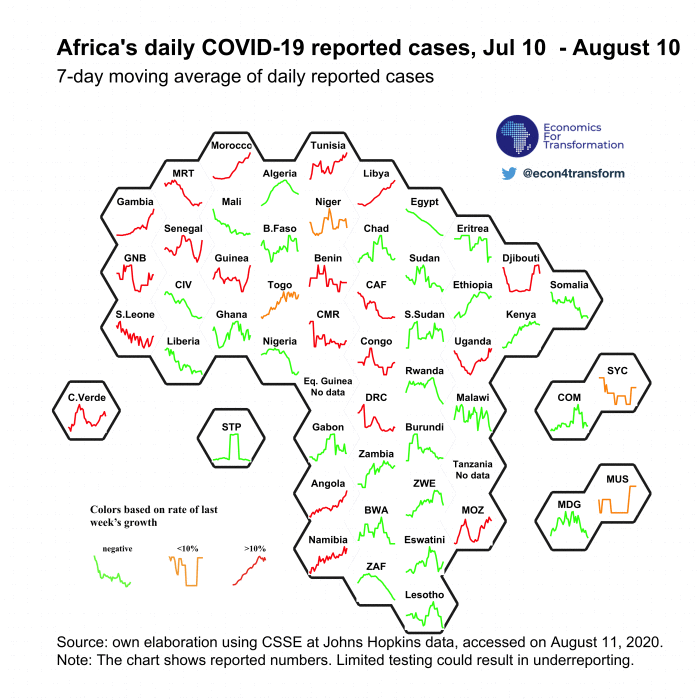 Africa's daily COVID-19 reported cases, Jul 10 - August 10
7-day moving average of daily reported cases
Economics
For
Transformation
@econ4transform
Morocco
Tunisia
MRT
Algeria
Libya
Gambia
Mali
Niger
Egypt
Senegal
B.Faso
Chad
Eritrea
GNB
Guinea
Benin
Sudan
Djibouti
CIV
Togo
CAF
Ethiopia
Somalia
S.Leone
Ghana
CMR
S.Sudan
Kenya
Liberia
Nigeria
Congo
Uganda
Eq. Guinea
No data
Rwanda
SYC
C.Verde
DRC
Malawi
COM
STP
Gabon
Burundi
Zambia
Tanzania
No data
Angola
ZWE
MUS
BWA
MOZ
MDG
Namibia
Eswatini
ZAF
Lesotho
Colors based on rate of last
week's growth
negative
<10%
>10%
Source: own elaboration using CSSE at Johns Hopkins data, accessed on August 11, 2020.
Note: The chart shows reported numbers. Limited testing could result in underreporting.